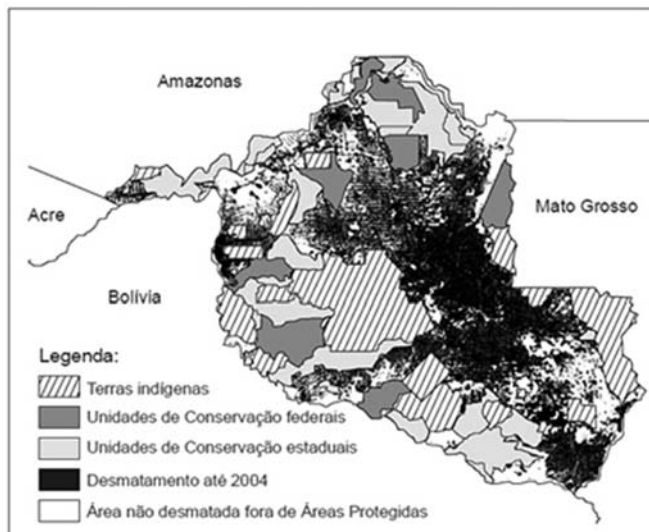 Amazonas
Acre
Mato Grosso
Bolívia
Legenda:
Terras indígenas
Unidades de Conservação federais
Unidades de Conservação estaduais
Desmatamento até 2004
Área não desmatada fora de Áreas Protegidas